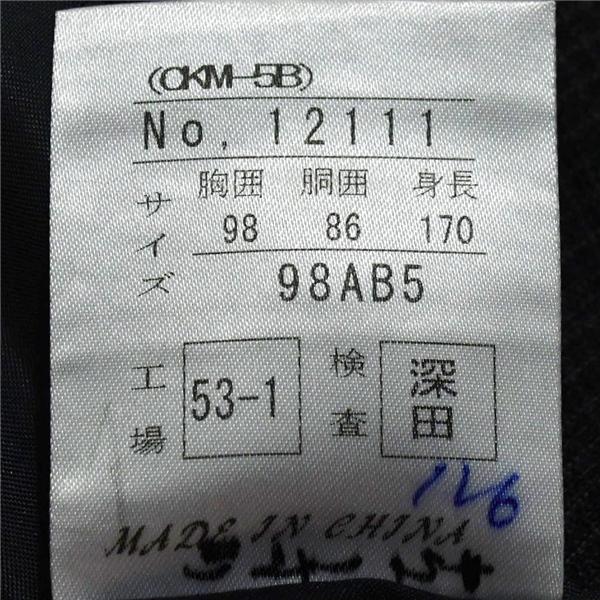 (CKM-5B)
No. 12111
サイズ
胸囲 胴囲 身長
98 86 170
98AB5
工場 53-1 検査 深田
126
MADE IN CHINA